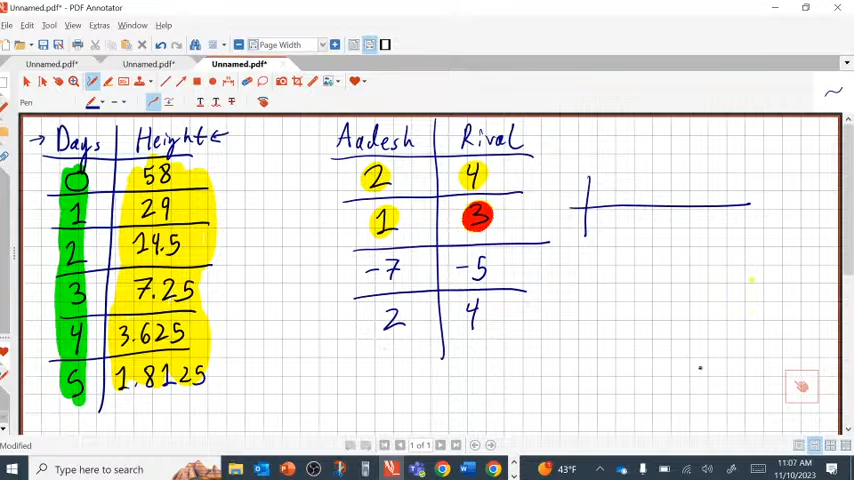 Unnamed.pdf* - PDF Annotator
File Edit Insert Tool View Extras Window Help
Page Width
Unnamed.pdf* Unnamed.pdf* Unnamed.pdf*
Pen
→ Days Height ←
0 58
1 29
2 14.5
3 7.25
4 3.625
5 1.8125
Aadesh Rival
2 4
1 3
-7 -5
2 4
Modified
1 of 1
Type here to search
43°F
11:07 AM
11/10/2023